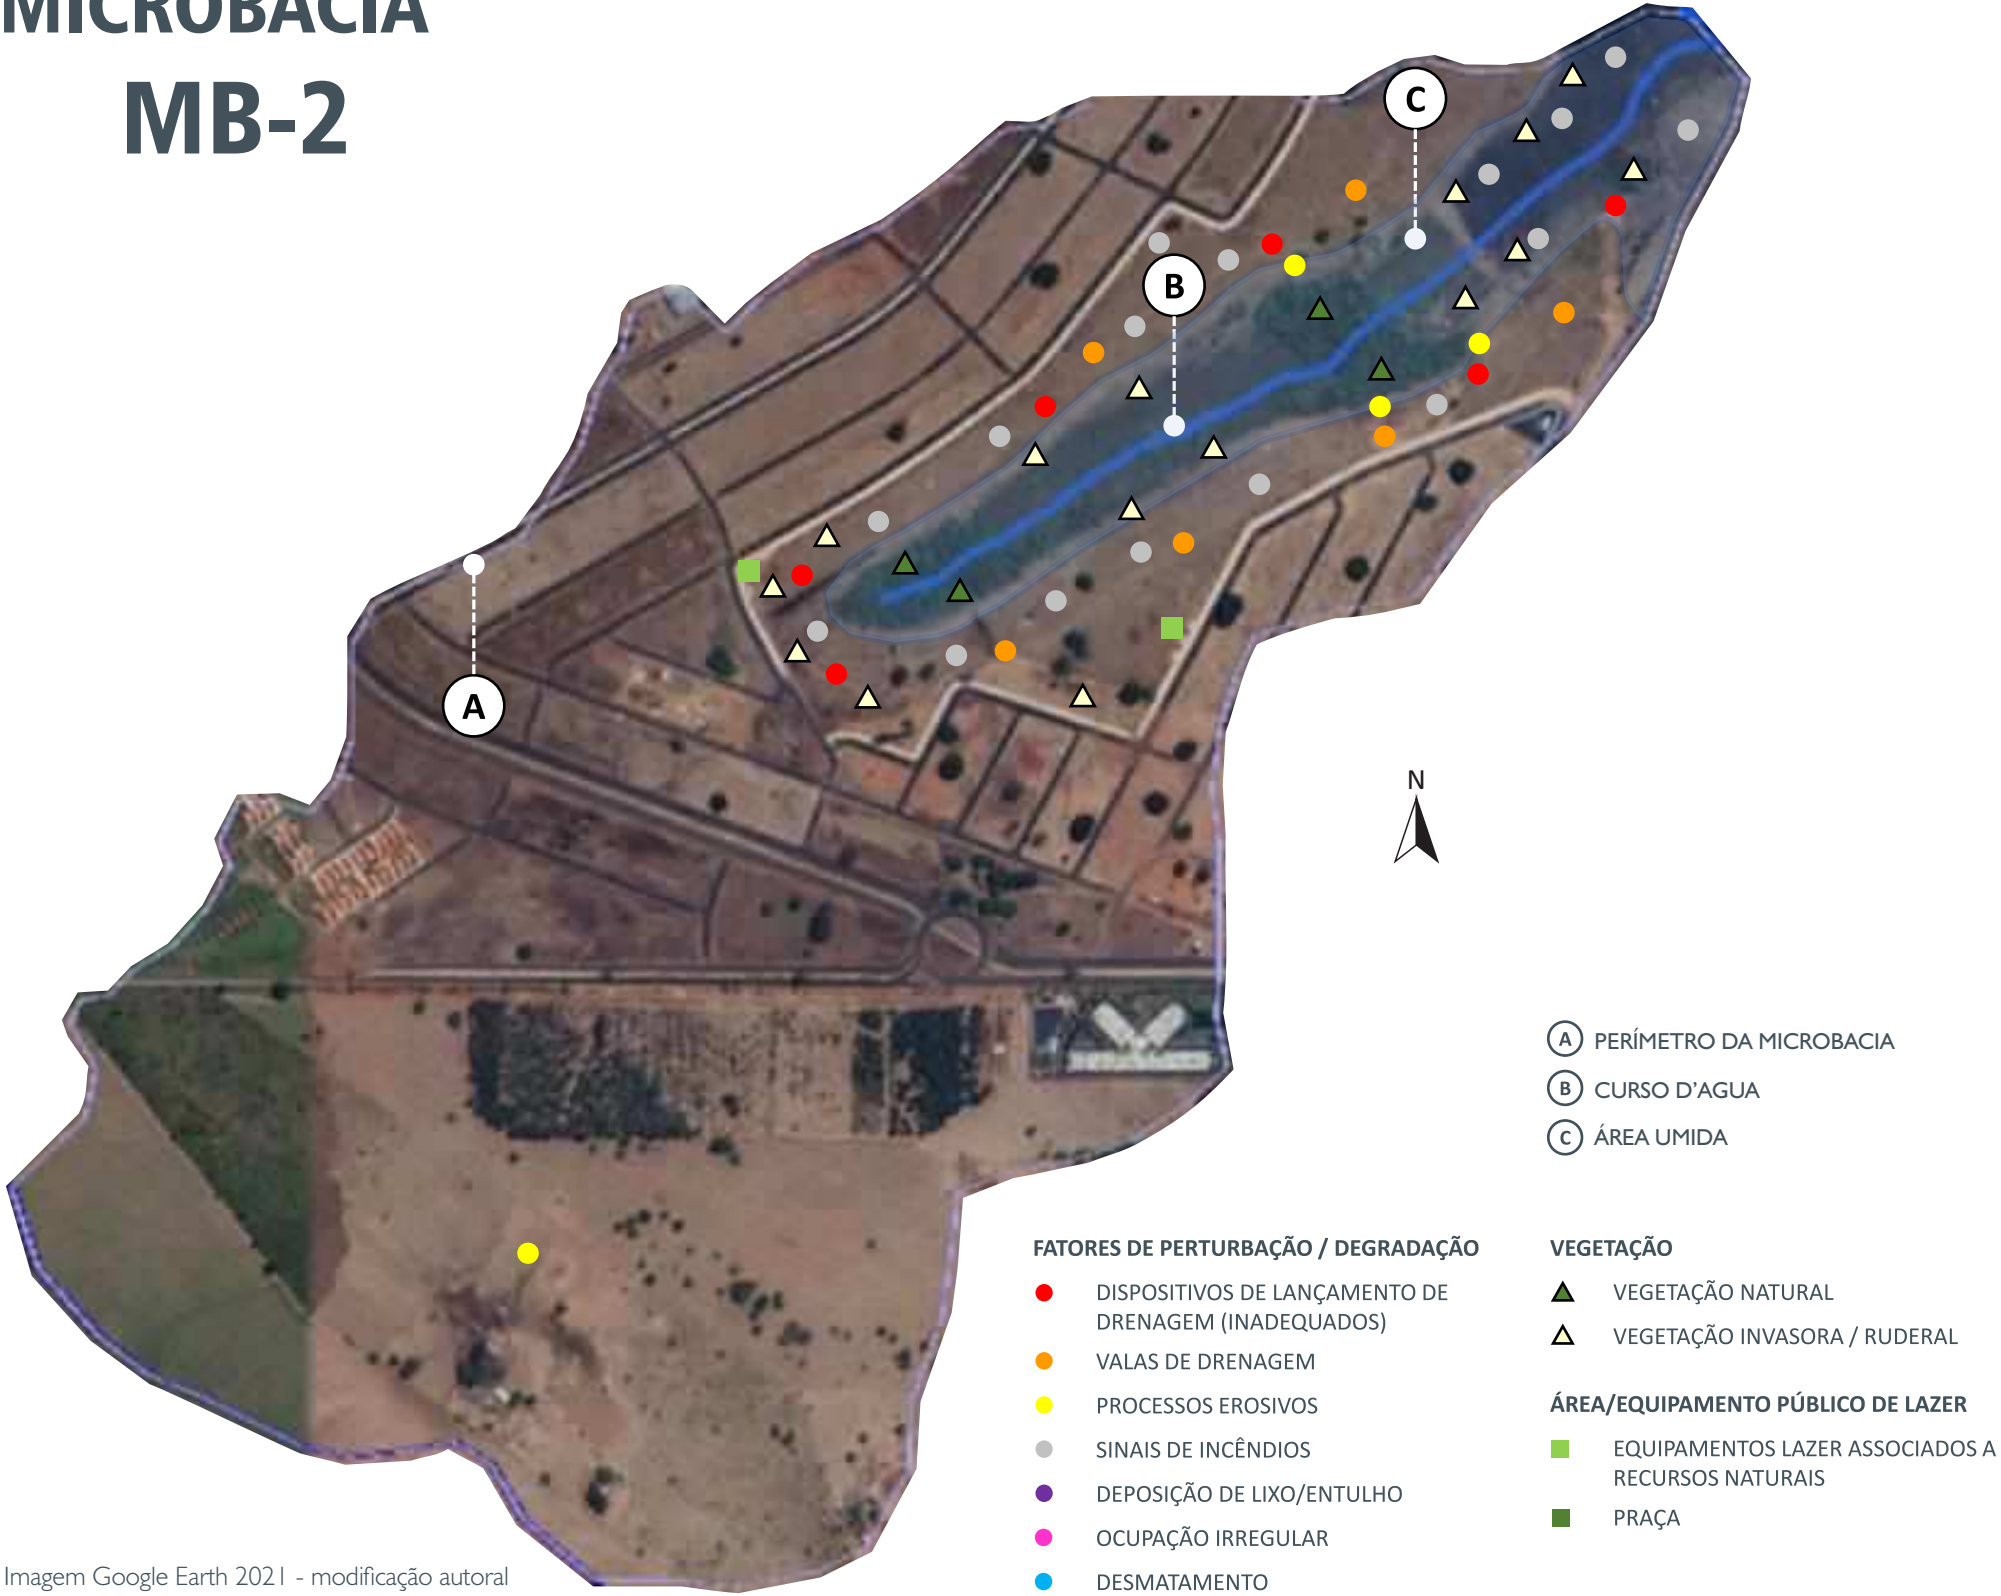 MICROBACIA
MB-2
C
B
A
N
A PERÍMETRO DA MICROBACIA
B CURSO D'AGUA
C ÁREA UMIDA
FATORES DE PERTURBAÇÃO / DEGRADAÇÃO
DISPOSITIVOS DE LANÇAMENTO DE
DRENAGEM (INADEQUADOS)
VALAS DE DRENAGEM
PROCESSOS EROSIVOS
SINAIS DE INCÊNDIOS
DEPOSIÇÃO DE LIXO/ENTULHO
OCUPAÇÃO IRREGULAR
DESMATAMENTO
VEGETAÇÃO
VEGETAÇÃO NATURAL
VEGETAÇÃO INVASORA / RUDERAL
ÁREA/EQUIPAMENTO PÚBLICO DE LAZER
EQUIPAMENTOS LAZER ASSOCIADOS A
RECURSOS NATURAIS
PRAÇA
Imagem Google Earth 2021 - modificação autoral